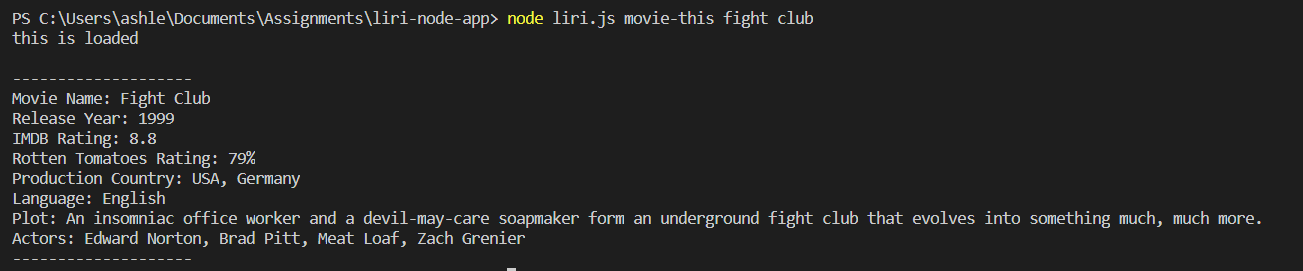 PS C:\Users\ashle\Documents\Assignments\liri-node-app> node liri.js movie-this fight club
this is loaded
--------------------
Movie Name: Fight Club
Release Year: 1999
IMDB Rating: 8.8
Rotten Tomatoes Rating: 79%
Production Country: USA, Germany
Language: English
Plot: An insomniac office worker and a devil-may-care soapmaker form an underground fight club that evolves into something much, much more.
Actors: Edward Norton, Brad Pitt, Meat Loaf, Zach Grenier
--------------------